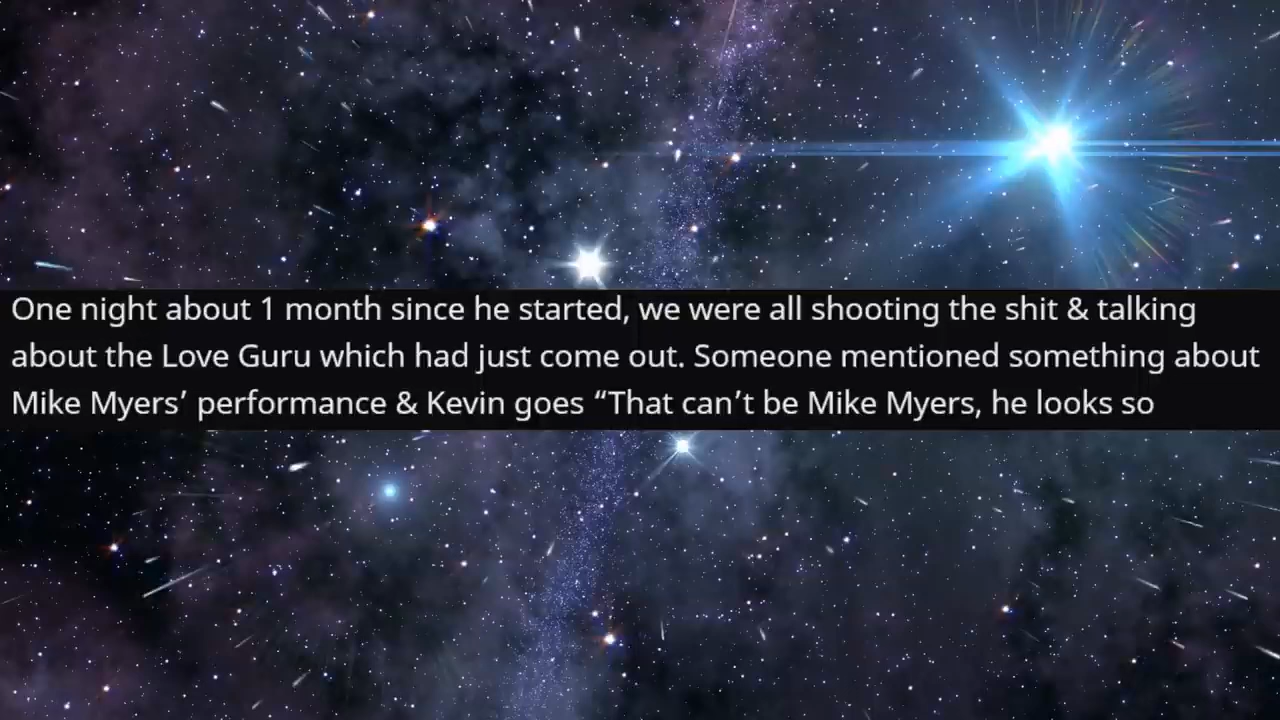 One night about 1 month since he started, we were all shooting the shit & talking
about the Love Guru which had just come out. Someone mentioned something about
Mike Myers’ performance & Kevin goes “That can’t be Mike Myers, he looks so